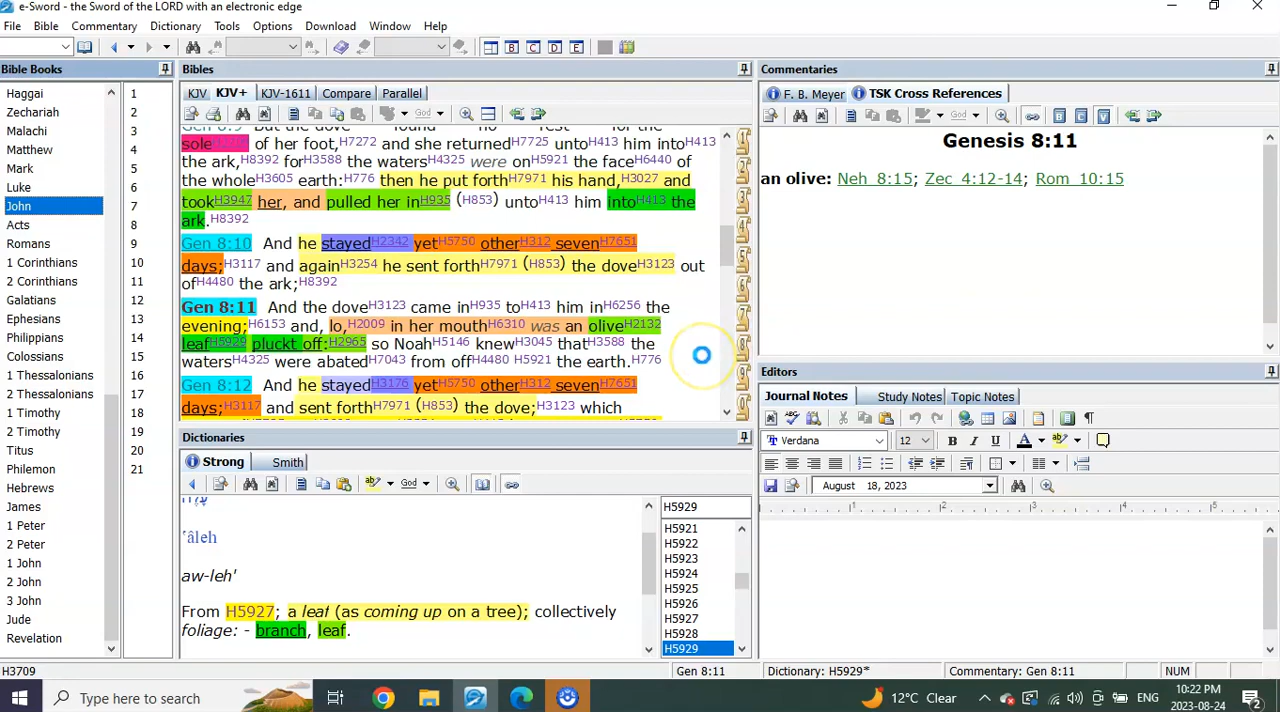 e-Sword - the Sword of the LORD with an electronic edge
File Bible Commentary Dictionary Tools Options Download Window Help
Bible Books
Haggai 1
Zechariah 2
Malachi 3
Matthew 4
Mark 5
Luke 6
John 7
Acts 8
Romans 9
1 Corinthians 10
2 Corinthians 11
Galatians 12
Ephesians 13
Philippians 14
Colossians 15
1 Thessalonians 16
2 Thessalonians 17
1 Timothy 18
2 Timothy 19
Titus 20
Philemon 21
Hebrews
James
1 Peter
2 Peter
1 John
2 John
3 John
Jude
Revelation
Bibles
KJV KJV+ KJV-1611 Compare Parallel
God
sole of her foot,H7272 and she returnedH7725 untoH413 him intoH413
the ark,H8392 forH3588 the watersH4325 were onH5921 the faceH6440 of
the wholeH3605 earth:H776 then he put forthH7971 his hand,H3027 and
tookH3947 her, and pulled her inH935 (H853) untoH413 him intoH413 the
ark.H8392
Gen 8:10 And he stayedH2342 yetH5750 otherH312 sevenH7651
days;H3117 and againH3254 he sent forthH7971 (H853) the doveH3123 out
ofH4480 the ark;H8392
Gen 8:11 And the doveH3123 came inH935 toH413 him inH6256 the
evening;H6153 and, lo,H2009 in her mouthH6310 was an oliveH2132
leafH5929 pluckt off:H2965 so NoahH5146 knewH3045 thatH3588 the
watersH4325 were abatedH7043 from offH4480 H5921 the earth.H776
Gen 8:12 And he stayedH3176 yetH5750 otherH312 sevenH7651
days;H3117 and sent forthH7971 (H853) the dove;H3123 which
Dictionaries
Strong Smith
God
‛âleh
aw-leh'
From H5927; a leaf (as coming up on a tree); collectively
foliage: - branch, leaf.
H5929
H5921
H5922
H5923
H5924
H5925
H5926
H5927
H5928
H5929
Commentaries
F. B. Meyer TSK Cross References
God
Genesis 8:11
an olive: Neh_8:15; Zec_4:12-14; Rom_10:15
Editors
Journal Notes Study Notes Topic Notes
Verdana 12
August 18, 2023
1 2 3 4 5
H3709 Gen 8:11 Dictionary: H5929* Commentary: Gen 8:11 NUM
Type here to search
12°C Clear
ENG
10:22 PM
2023-08-24
2